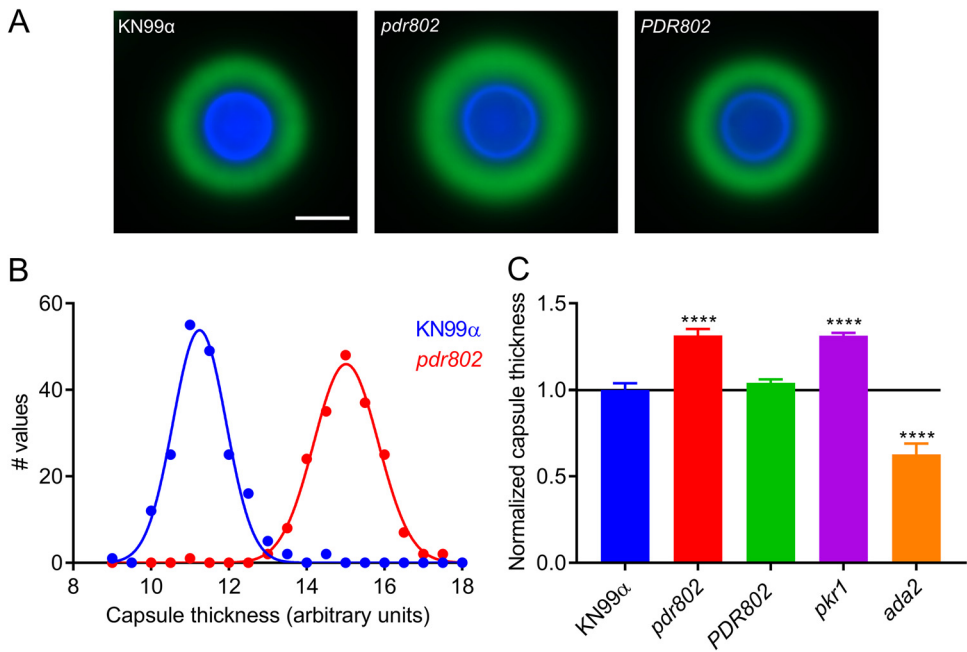 A
KN99α
pdr802
PDR802
B
# values
60
40
20
0
8
10
12
14
16
18
Capsule thickness (arbitrary units)
KN99α
pdr802
C
Normalized capsule thickness
1.5
1.0
0.5
0.0
****
****
****
KN99α
pdr802
PDR802
pkr1
ada2